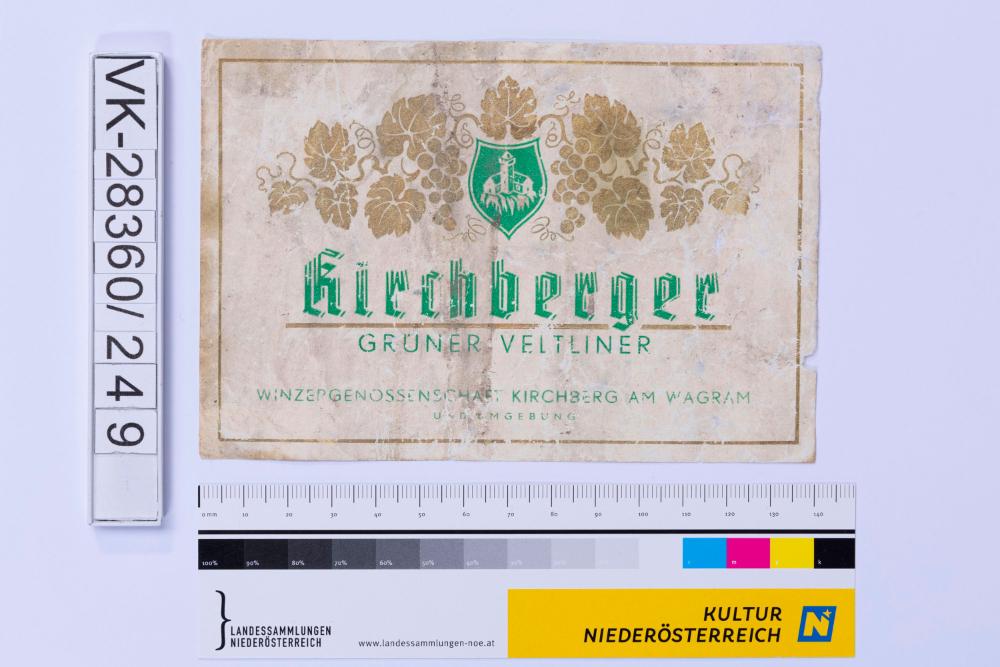 VK-28360/249
Kirchberger
GRÜNER VELTLINER
WINZERGENOSSENSCHAFT KIRCHBERG AM WAGRAM
UND UMGEBUNG
0 mm 10 20 30 40 50 60 70 80 90 100 110 120 130 140
100% 90% 80% 70% 60% 50% 40% c m y k
LANDESSAMMLUNGEN
NIEDERÖSTERREICH
www.landessammlungen-noe.at
KULTUR
NIEDERÖSTERREICH
N